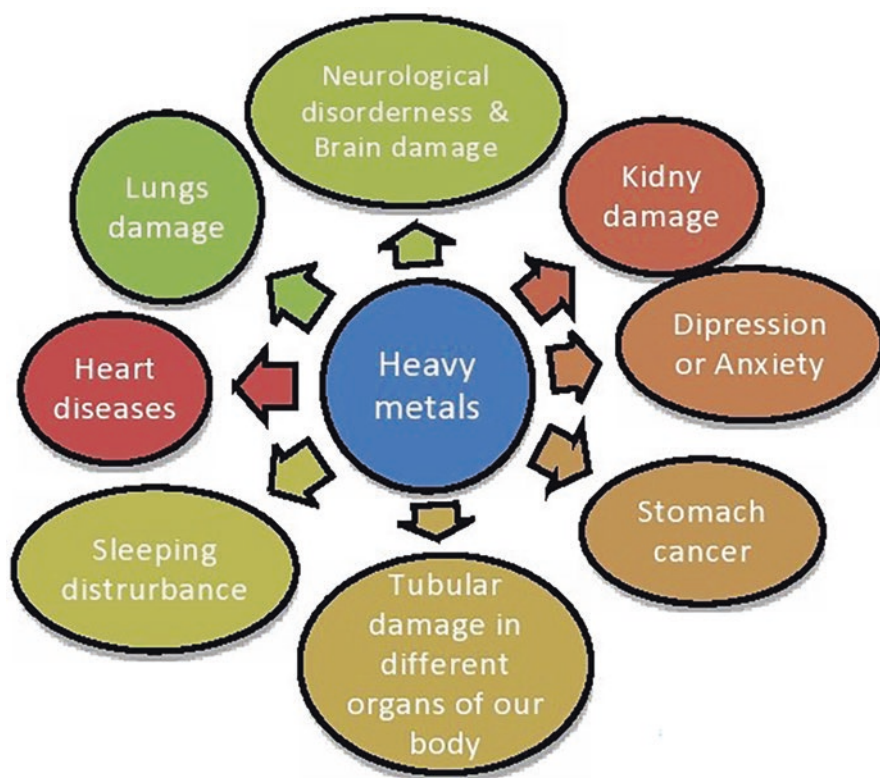 Neurological
disorderness & 
Brain damage
Kidny
damage
Dipression
or Anxiety
Stomach
cancer
Tubular
damage in
different
organs of our
body
Sleeping
distrurbance
Heart
diseases
Lungs
damage
Heavy
metals